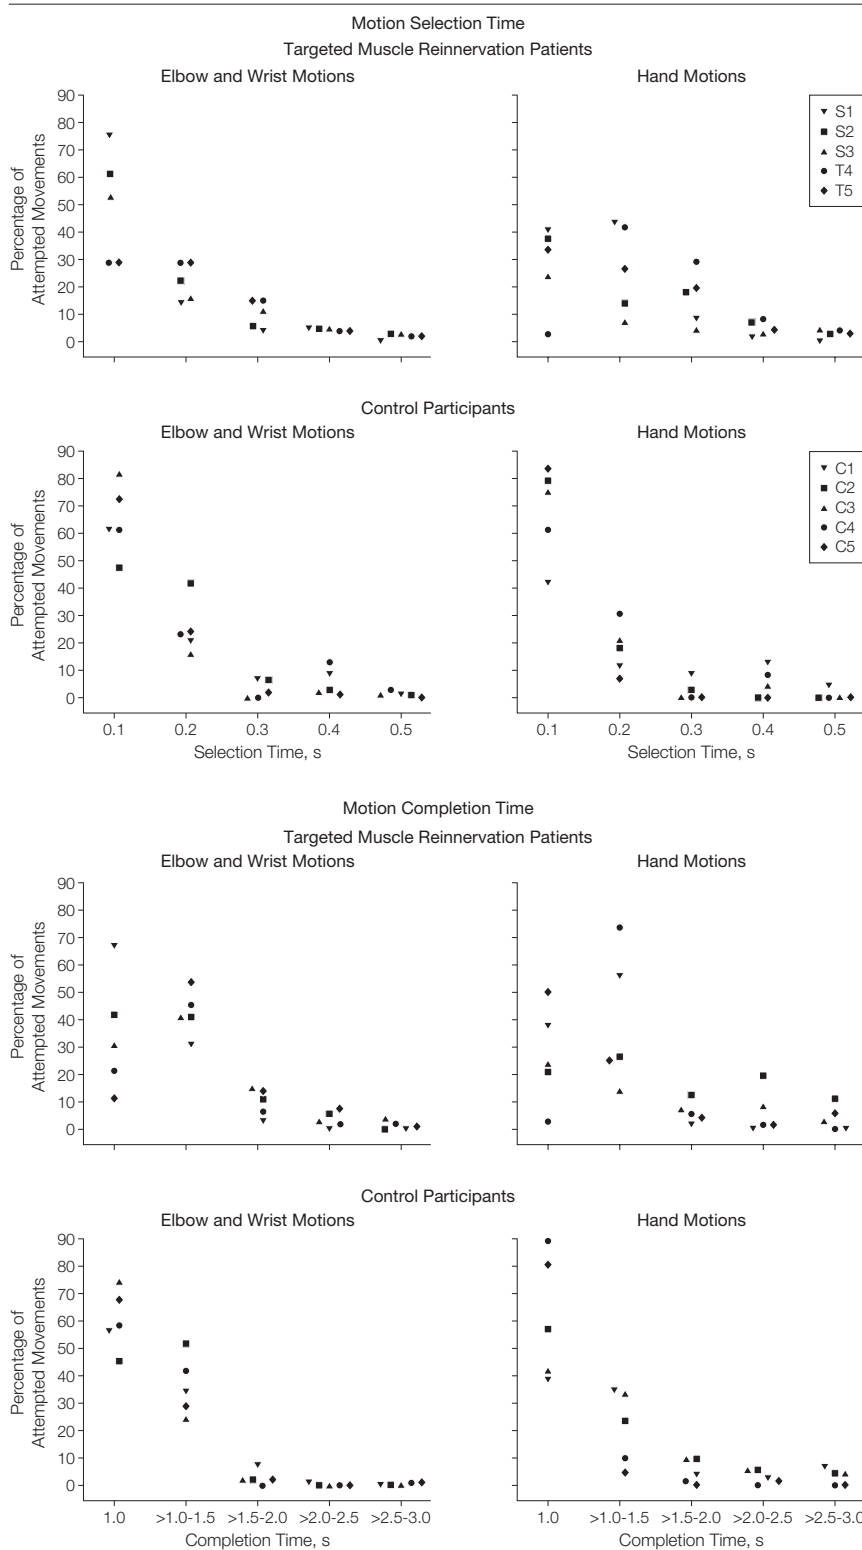 Motion Selection Time
Targeted Muscle Reinnervation Patients
Elbow and Wrist Motions
Hand Motions
Percentage of
Attempted Movements
90
80
70
60
50
40
30
20
10
0
S1
S2
S3
T4
T5
Control Participants
Elbow and Wrist Motions
Hand Motions
Percentage of
Attempted Movements
90
80
70
60
50
40
30
20
10
0
C1
C2
C3
C4
C5
0.1 0.2 0.3 0.4 0.5
Selection Time, s
0.1 0.2 0.3 0.4 0.5
Selection Time, s
Motion Completion Time
Targeted Muscle Reinnervation Patients
Elbow and Wrist Motions
Hand Motions
Percentage of
Attempted Movements
90
80
70
60
50
40
30
20
10
0
Control Participants
Elbow and Wrist Motions
Hand Motions
Percentage of
Attempted Movements
90
80
70
60
50
40
30
20
10
0
1.0 >1.0-1.5 >1.5-2.0 >2.0-2.5 >2.5-3.0
Completion Time, s
1.0 >1.0-1.5 >1.5-2.0 >2.0-2.5 >2.5-3.0
Completion Time, s